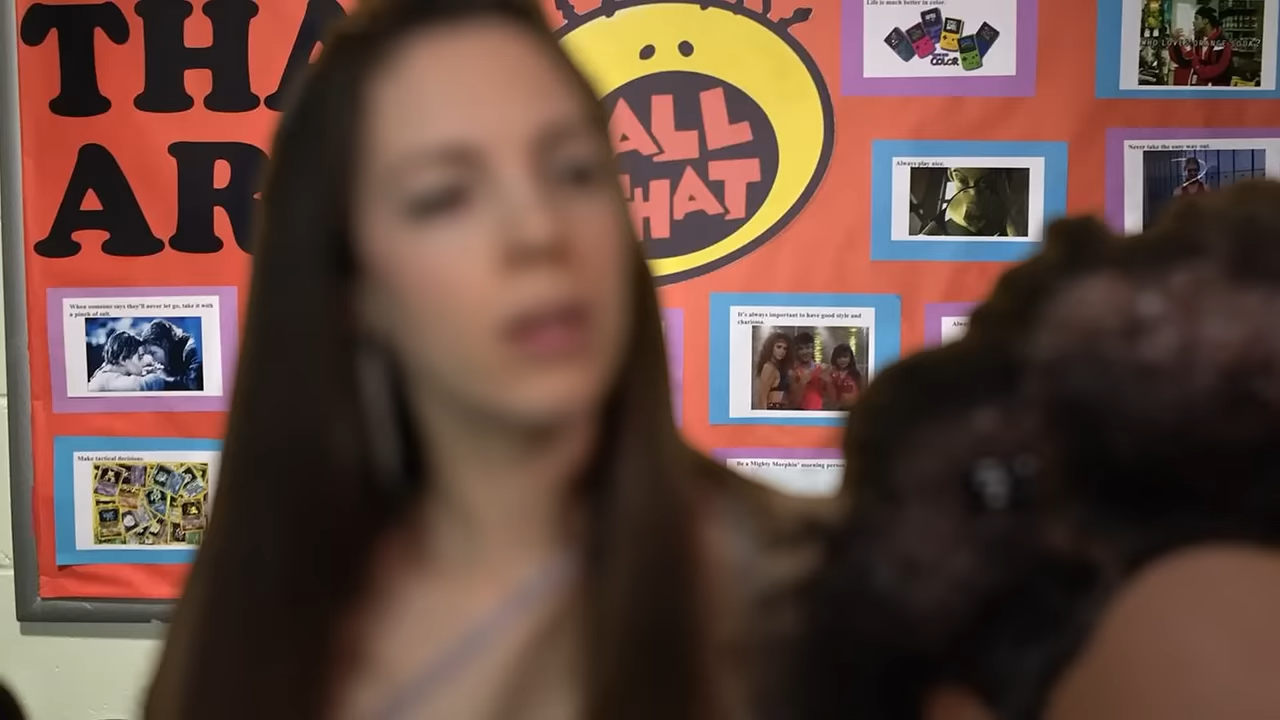 THA
AR
ALL
THAT
Life is much better in color.
COLOR
WHO LOVES ORANGE SODA?
Always play nice.
Never take the easy way out.
When someone says they'll never let go, take it with
a pinch of salt.
It's always important to have good style and
charisma.
Make tactical decisions.
Be a Mighty Morphin' morning person